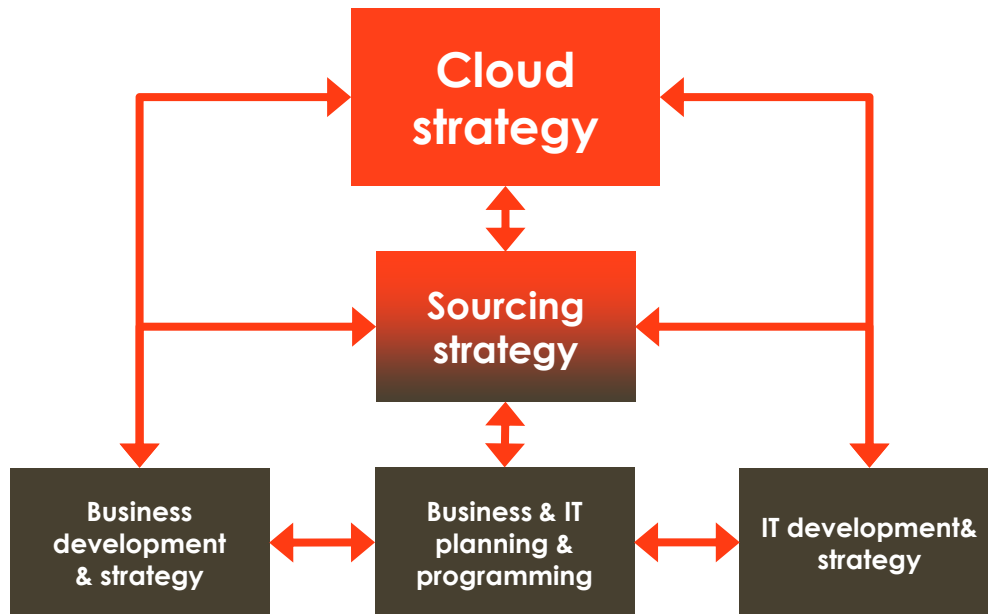 Cloud
strategy
Sourcing
strategy
Business
development
& strategy
Business & IT
planning &
programming
IT development&
strategy